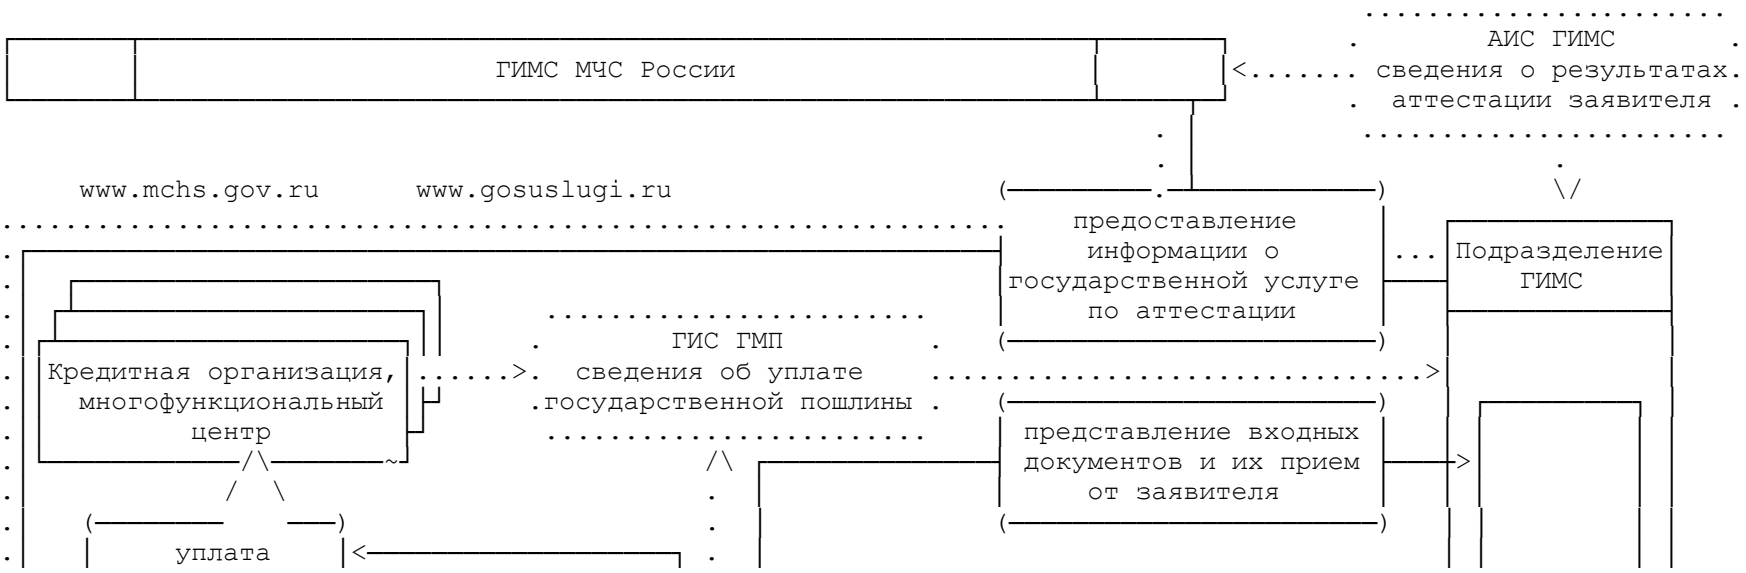 АИС ГИМС
ГИМС МЧС России
сведения о результатах
аттестации заявителя
www.mchs.gov.ru www.gosuslugi.ru
предоставление
информации о
государственной услуге
по аттестации
Подразделение
ГИМС
ГИС ГМП
сведения об уплате
государственной пошлины
Кредитная организация,
многофункциональный
центр
представление входных
документов и их прием
от заявителя
уплата